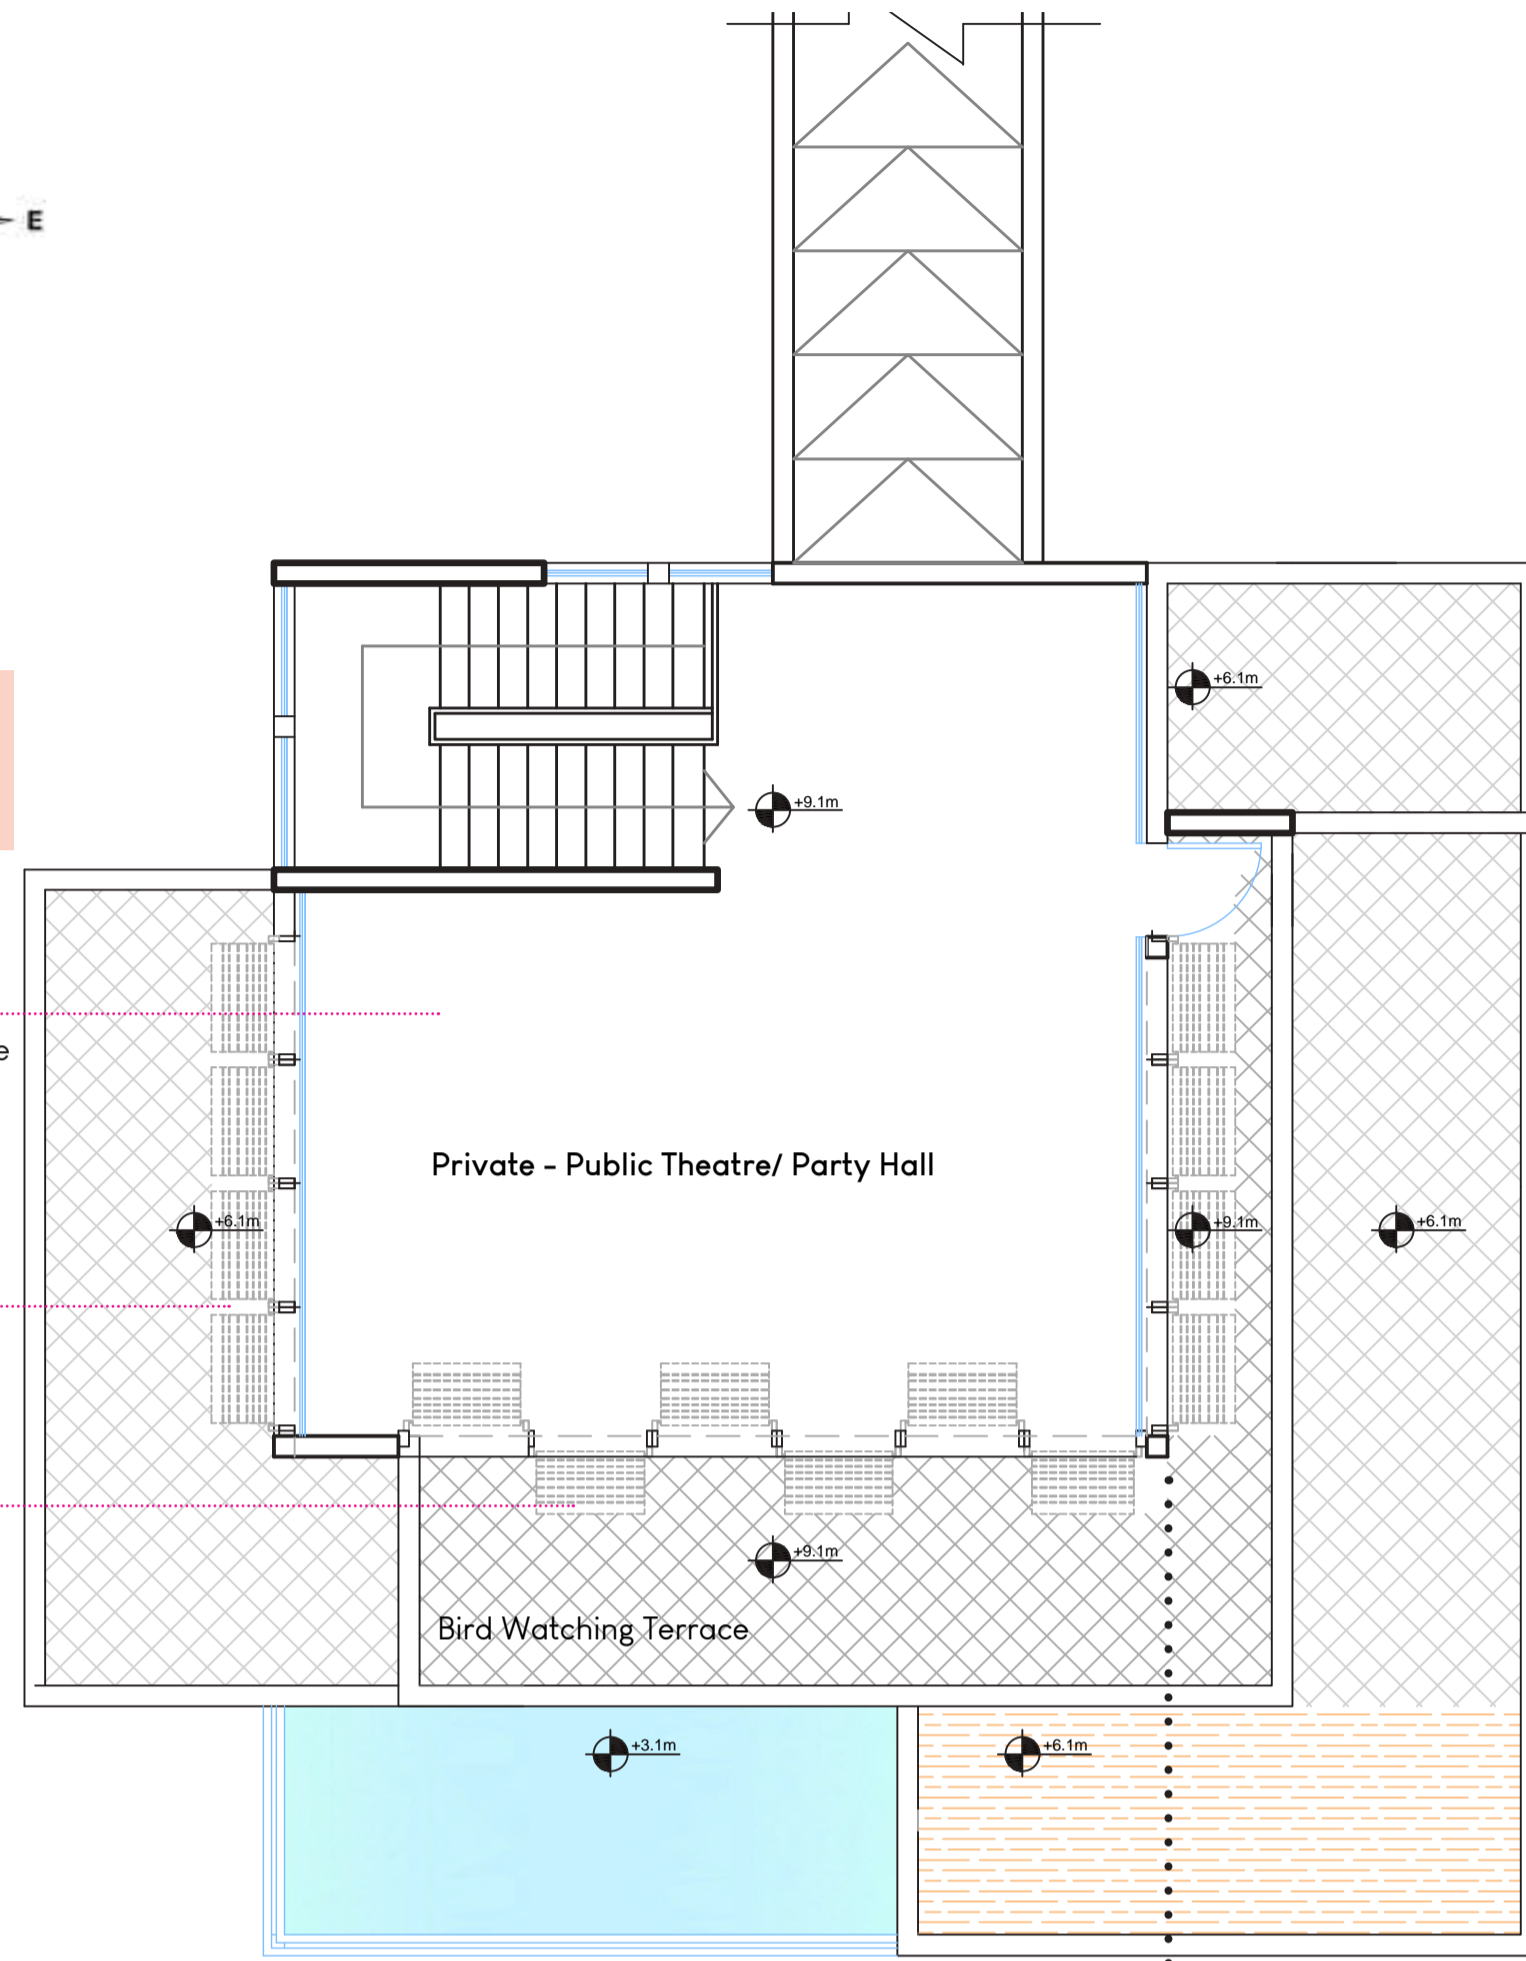 E
+6.1m
+9.1m
e
Private - Public Theatre/ Party Hall
+6.1m
+9.1m
+6.1m
+9.1m
Bird Watching Terrace
+3.1m
+6.1m